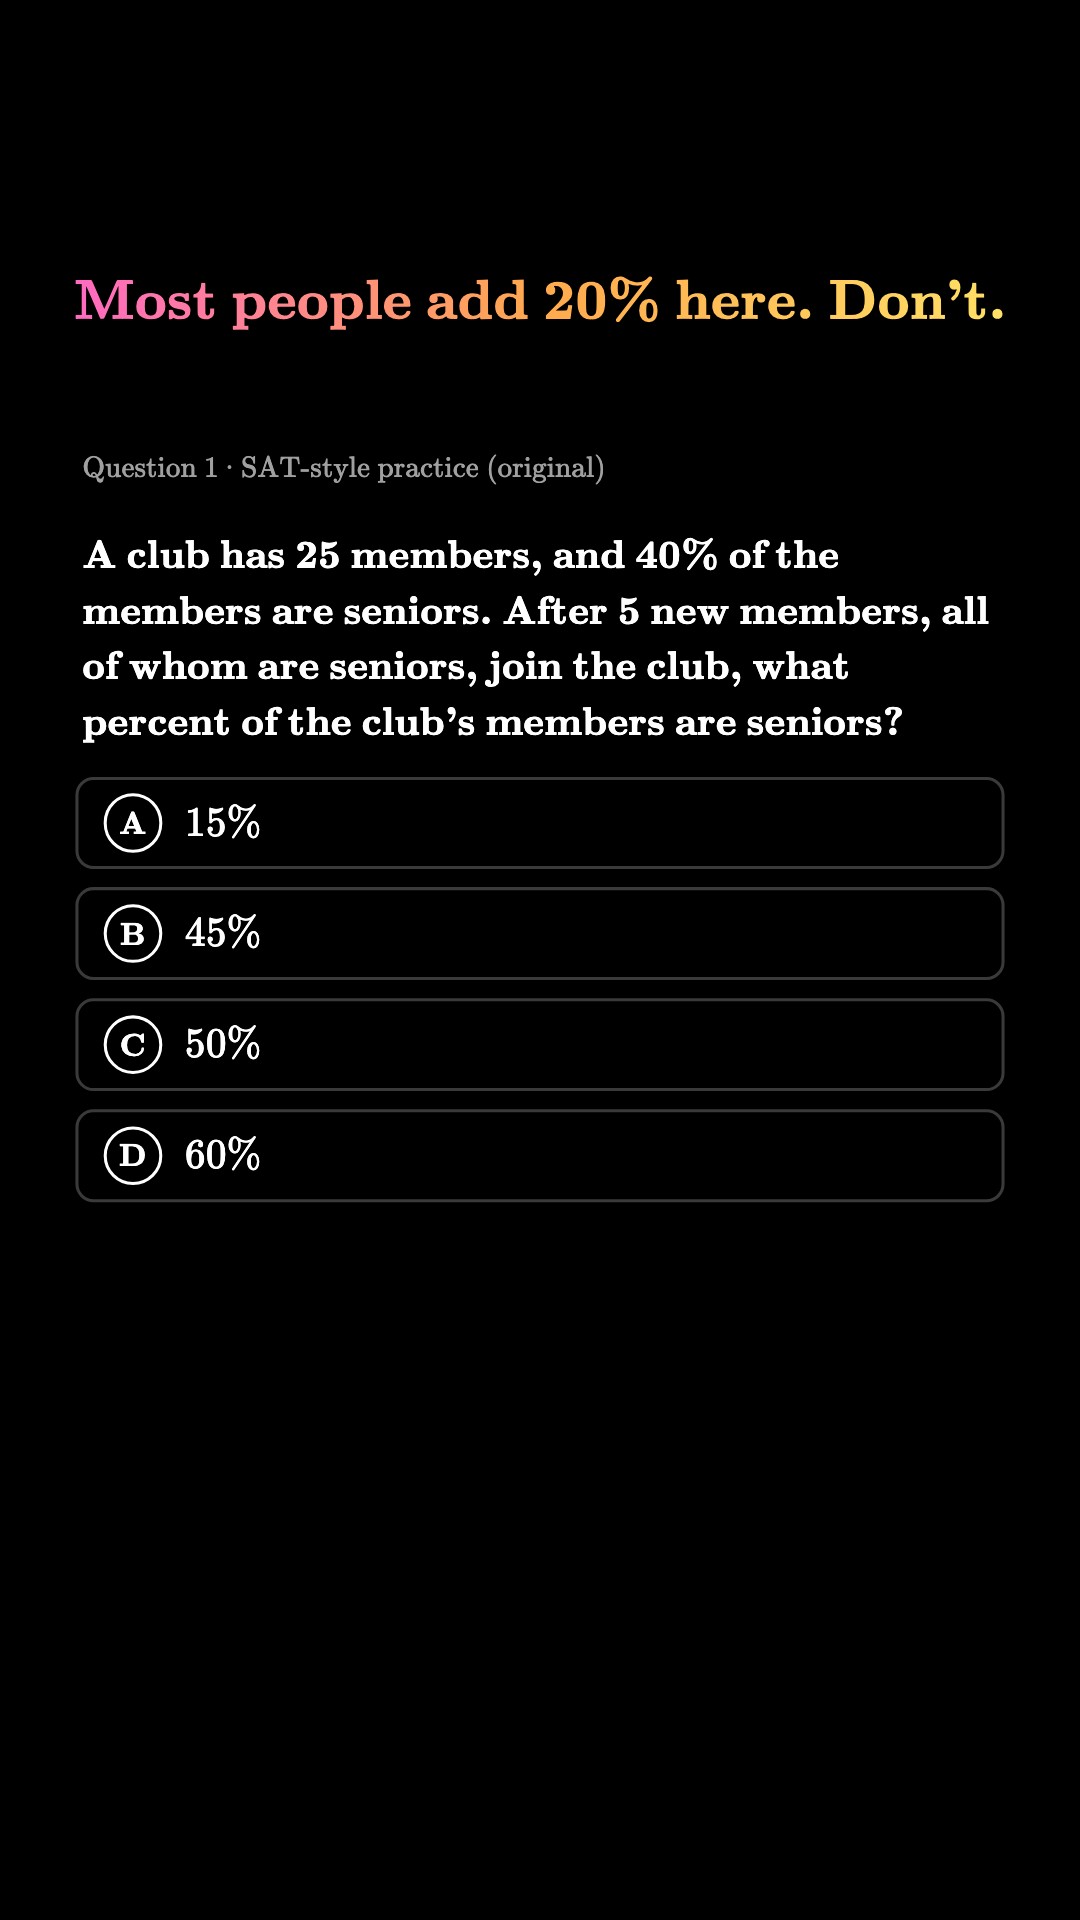 Most people add 20% here. Don’t.
Question 1 · SAT-style practice (original)
A club has 25 members, and 40% of the
members are seniors. After 5 new members, all
of whom are seniors, join the club, what
percent of the club’s members are seniors?
A 15%
B 45%
C 50%
D 60%